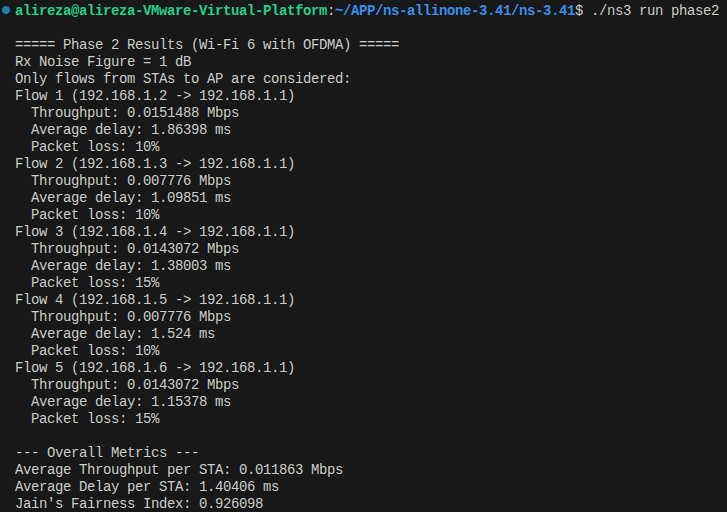 alireza@alireza-VMware-Virtual-Platform:~/APP/ns-allinone-3.41/ns-3.41$ ./ns3 run phase2
===== Phase 2 Results (Wi-Fi 6 with OFDMA) =====
Rx Noise Figure = 1 dB
Only flows from STAs to AP are considered:
Flow 1 (192.168.1.2 -> 192.168.1.1)
  Throughput: 0.0151488 Mbps
  Average delay: 1.86398 ms
  Packet loss: 10%
Flow 2 (192.168.1.3 -> 192.168.1.1)
  Throughput: 0.007776 Mbps
  Average delay: 1.09851 ms
  Packet loss: 10%
Flow 3 (192.168.1.4 -> 192.168.1.1)
  Throughput: 0.0143072 Mbps
  Average delay: 1.38003 ms
  Packet loss: 15%
Flow 4 (192.168.1.5 -> 192.168.1.1)
  Throughput: 0.007776 Mbps
  Average delay: 1.524 ms
  Packet loss: 10%
Flow 5 (192.168.1.6 -> 192.168.1.1)
  Throughput: 0.0143072 Mbps
  Average delay: 1.15378 ms
  Packet loss: 15%
--- Overall Metrics ---
Average Throughput per STA: 0.011863 Mbps
Average Delay per STA: 1.40406 ms
Jain's Fairness Index: 0.926098